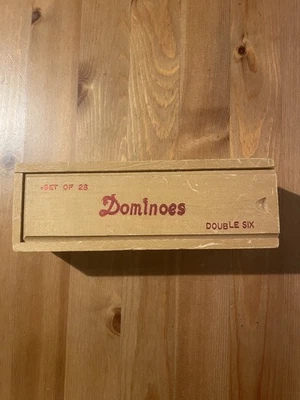 SET OF 28
Dominoes
DOUBLE SIX